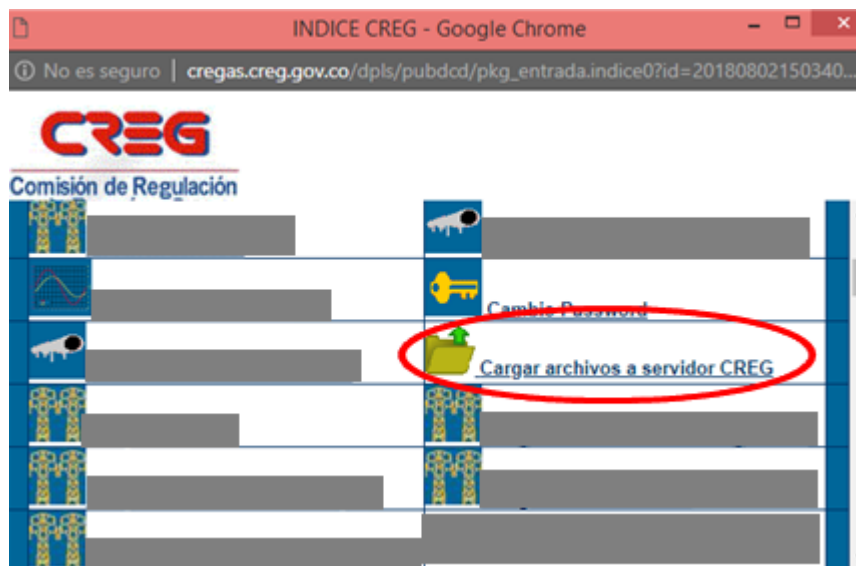 INDICE CREG - Google Chrome
No es seguro | cregas.creg.gov.co/dpls/pubdcd/pkg_entrada.indice0?id=20180802150340...
CREG
Comisión de Regulación
Cambio Password
Cargar archivos a servidor CREG